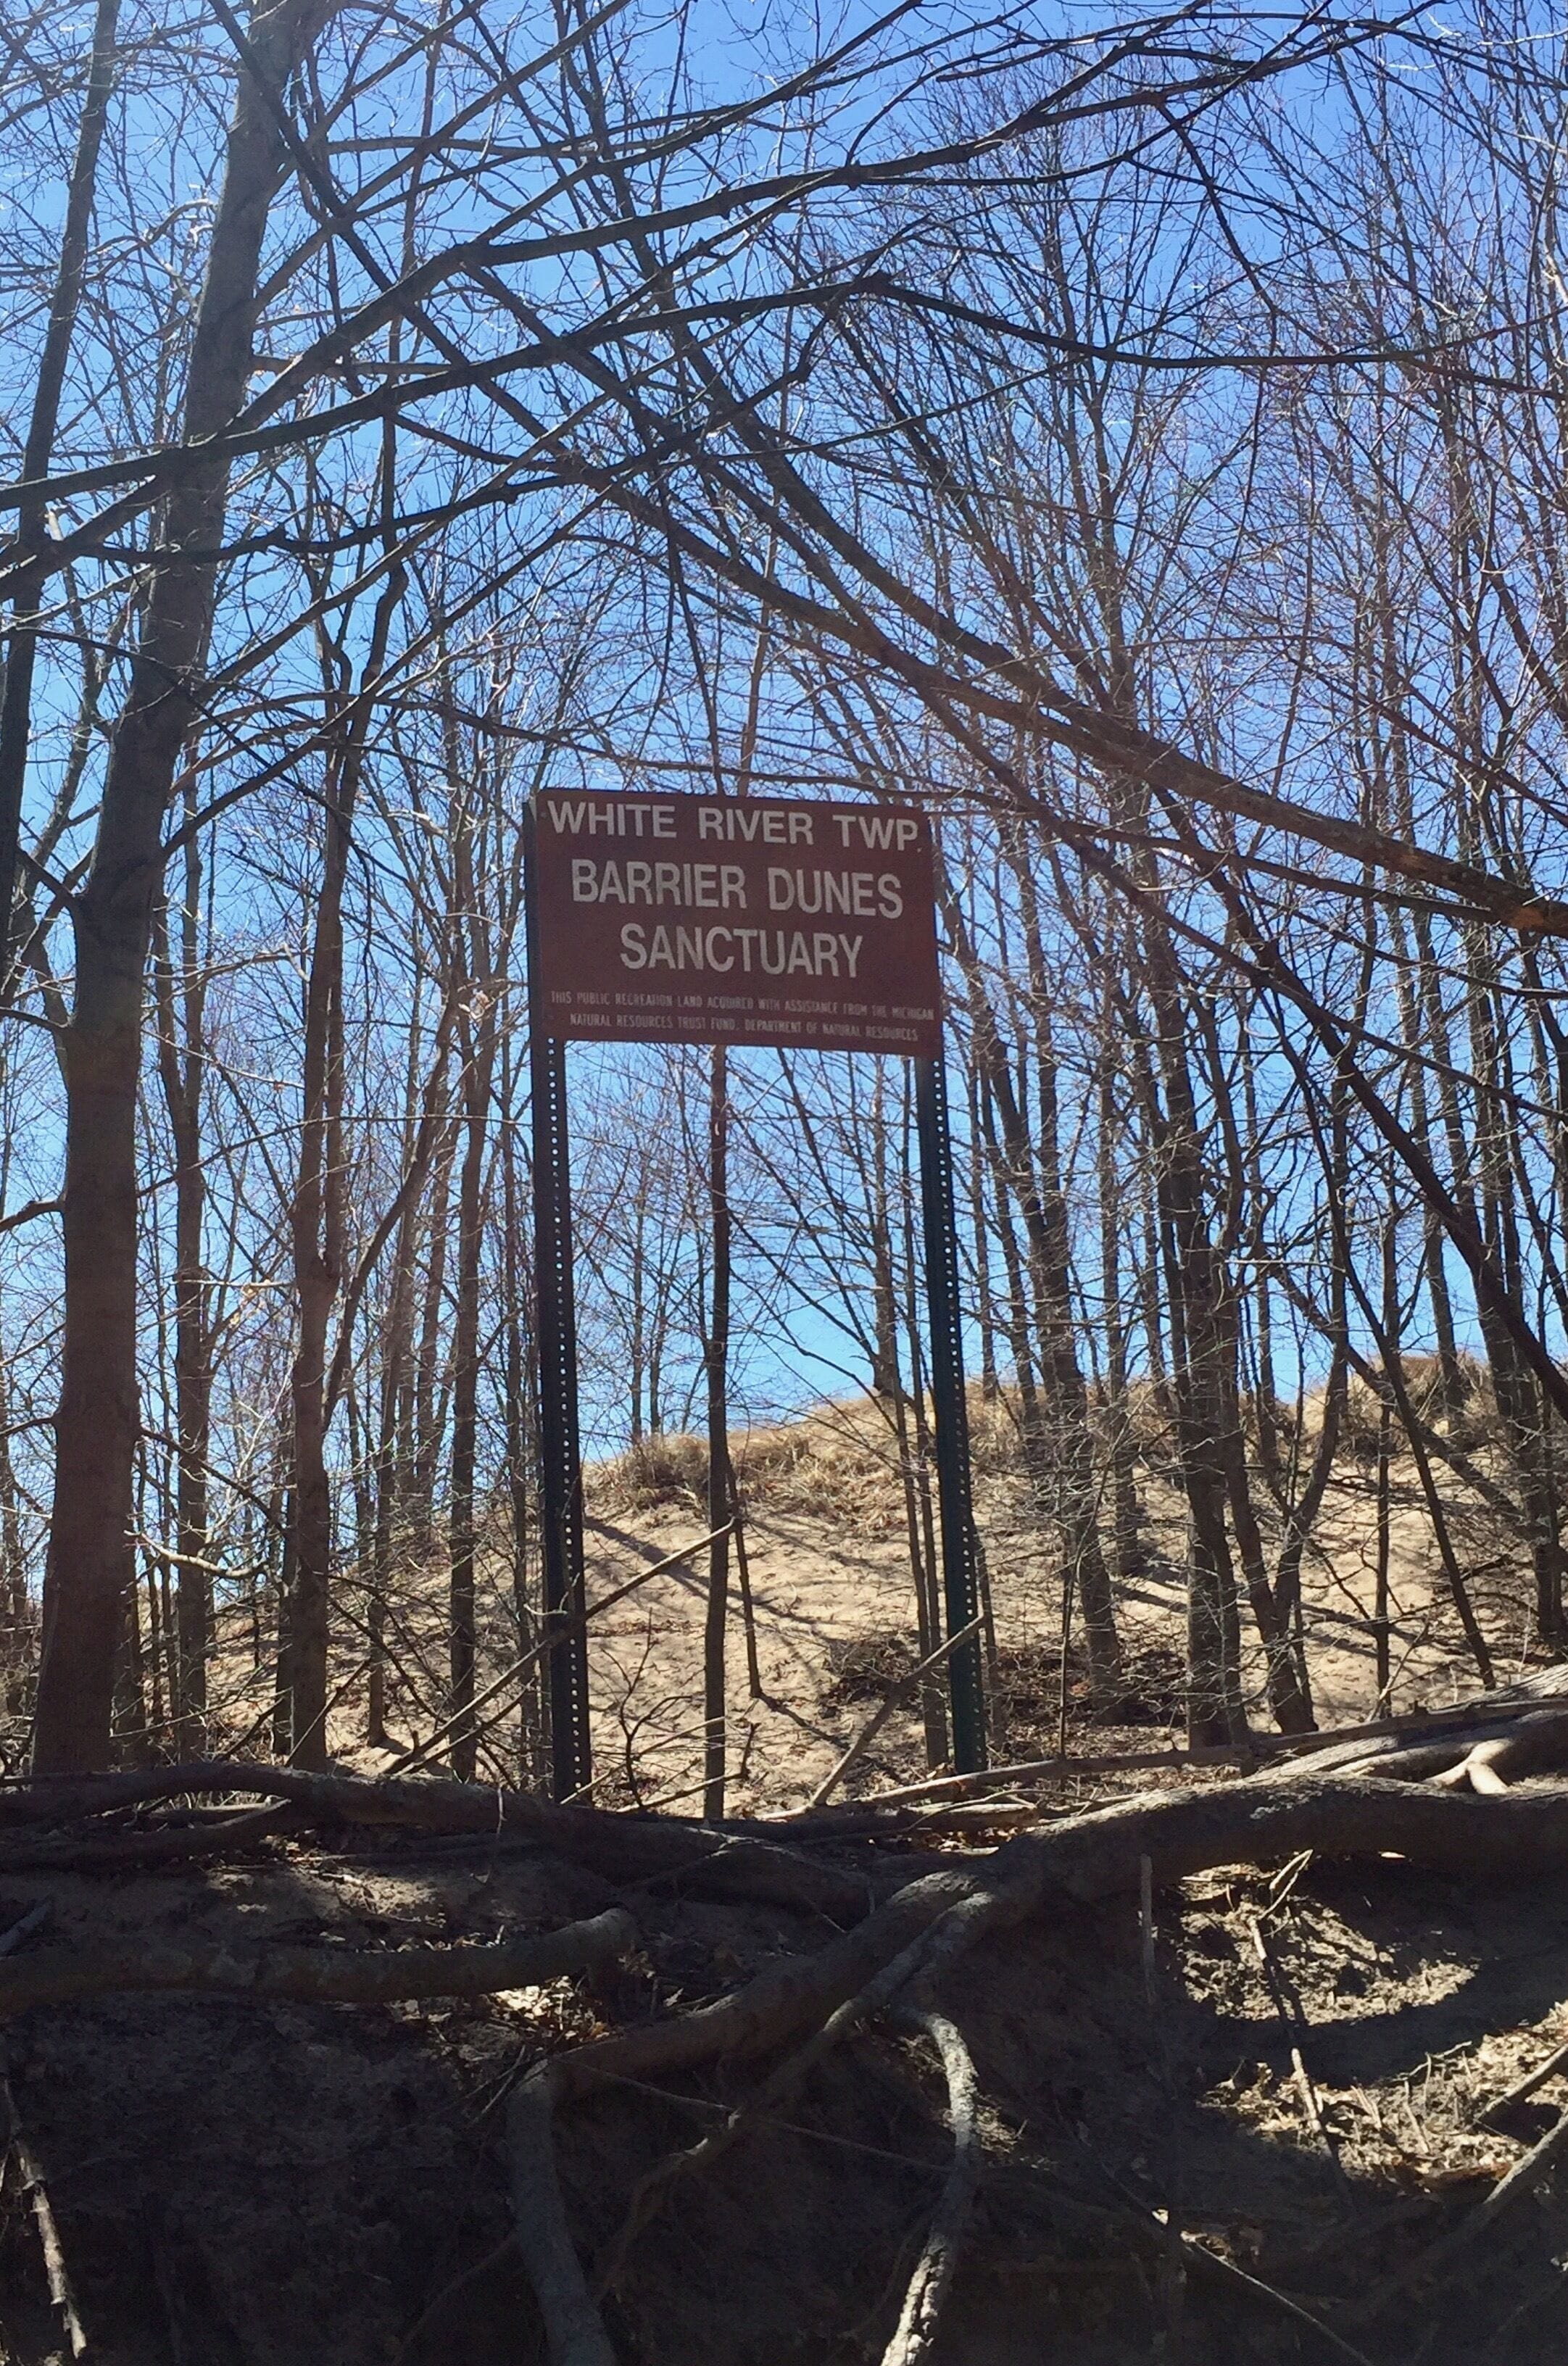 WHITE RIVER TWP.
BARRIER DUNES
SANCTUARY
THIS PUBLIC RECREATION LAND ACQUIRED WITH ASSISTANCE FROM THE MICHIGAN
NATURAL RESOURCES TRUST FUND, DEPARTMENT OF NATURAL RESOURCES